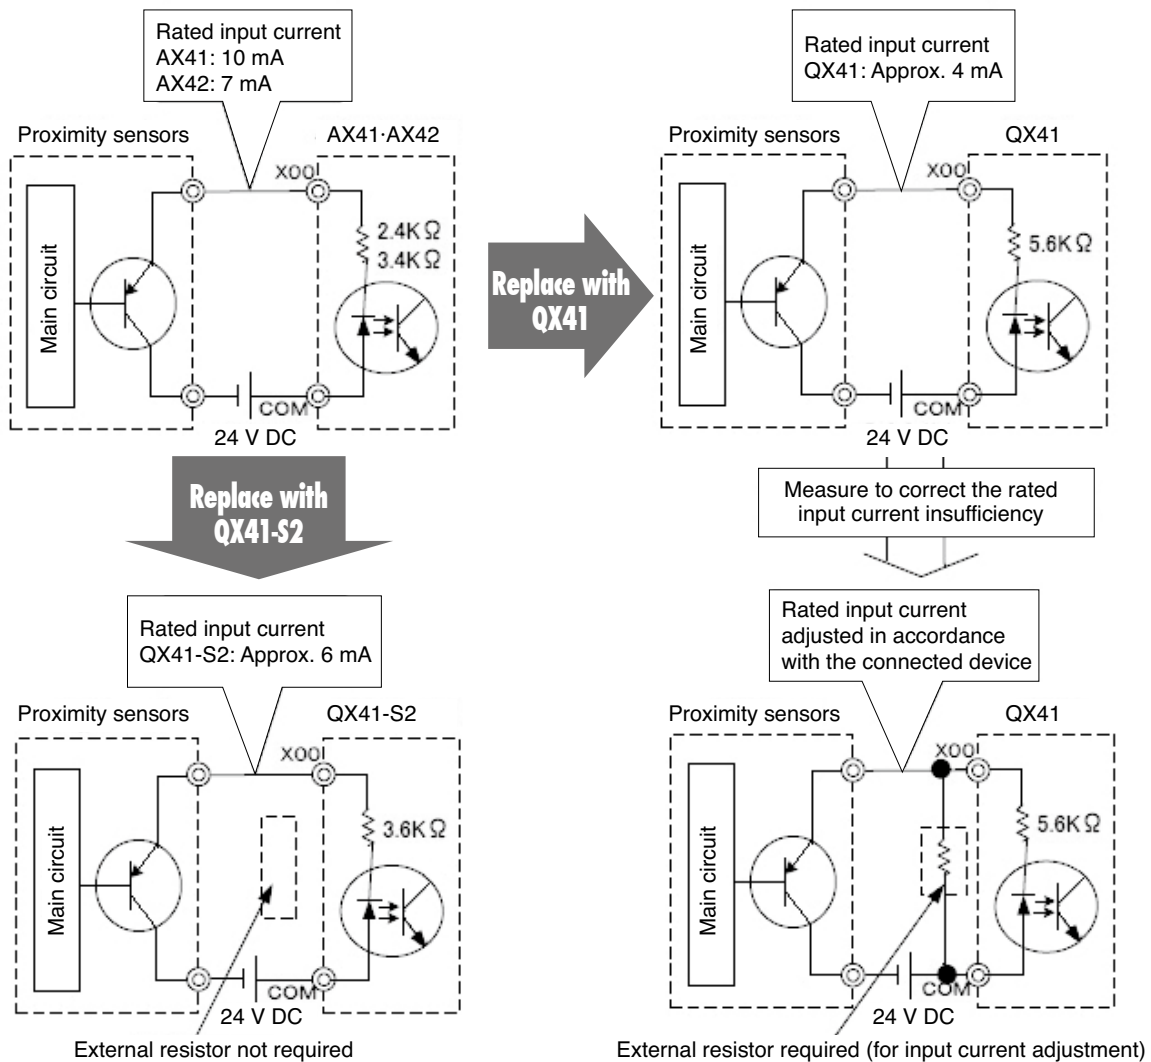 Rated input current
AX41: 10 mA
AX42: 7 mA
Proximity sensors
AX41·AX42
X00
Main circuit
2.4KΩ
3.4KΩ
COM
24 V DC
Replace with
QX41
Rated input current
QX41: Approx. 4 mA
Proximity sensors
QX41
X00
Main circuit
5.6KΩ
COM
24 V DC
Replace with
QX41-S2
Measure to correct the rated
input current insufficiency
Rated input current
QX41-S2: Approx. 6 mA
Proximity sensors
QX41-S2
X00
Main circuit
3.6KΩ
COM
24 V DC
External resistor not required
Rated input current
adjusted in accordance
with the connected device
Proximity sensors
QX41
X00
Main circuit
5.6KΩ
COM
24 V DC
External resistor required (for input current adjustment)